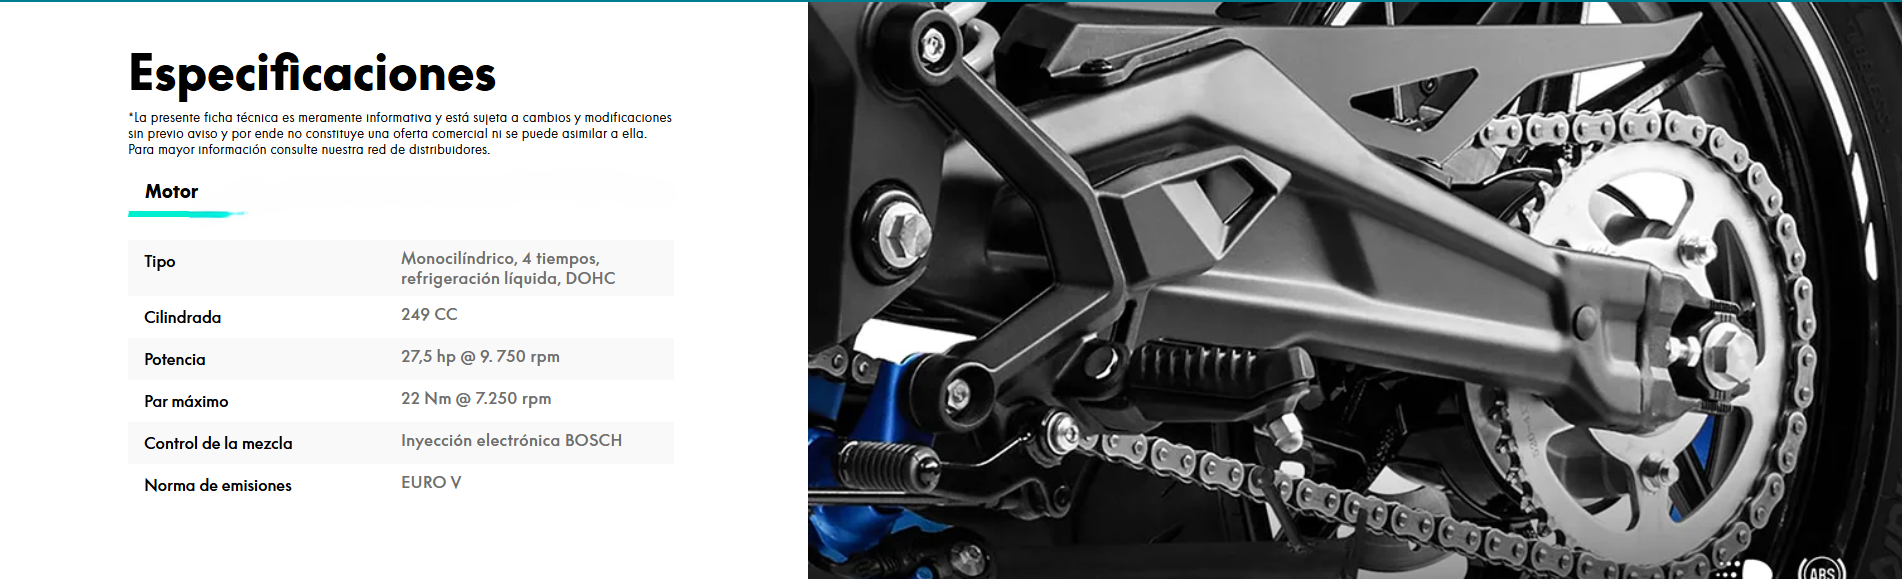 Especificaciones
*La presente ficha técnica es meramente informativa y está sujeta a cambios y modificaciones
sin previo aviso y por ende no constituye una oferta comercial ni se puede asimilar a ella.
Para mayor información consulte nuestra red de distribuidores.
Motor
Tipo
Monocilíndrico, 4 tiempos,
refrigeración líquida, DOHC
Cilindrada
249 CC
Potencia
27,5 hp @ 9. 750 rpm
Par máximo
22 Nm @ 7.250 rpm
Control de la mezcla
Inyección electrónica BOSCH
Norma de emisiones
EURO V
ABS